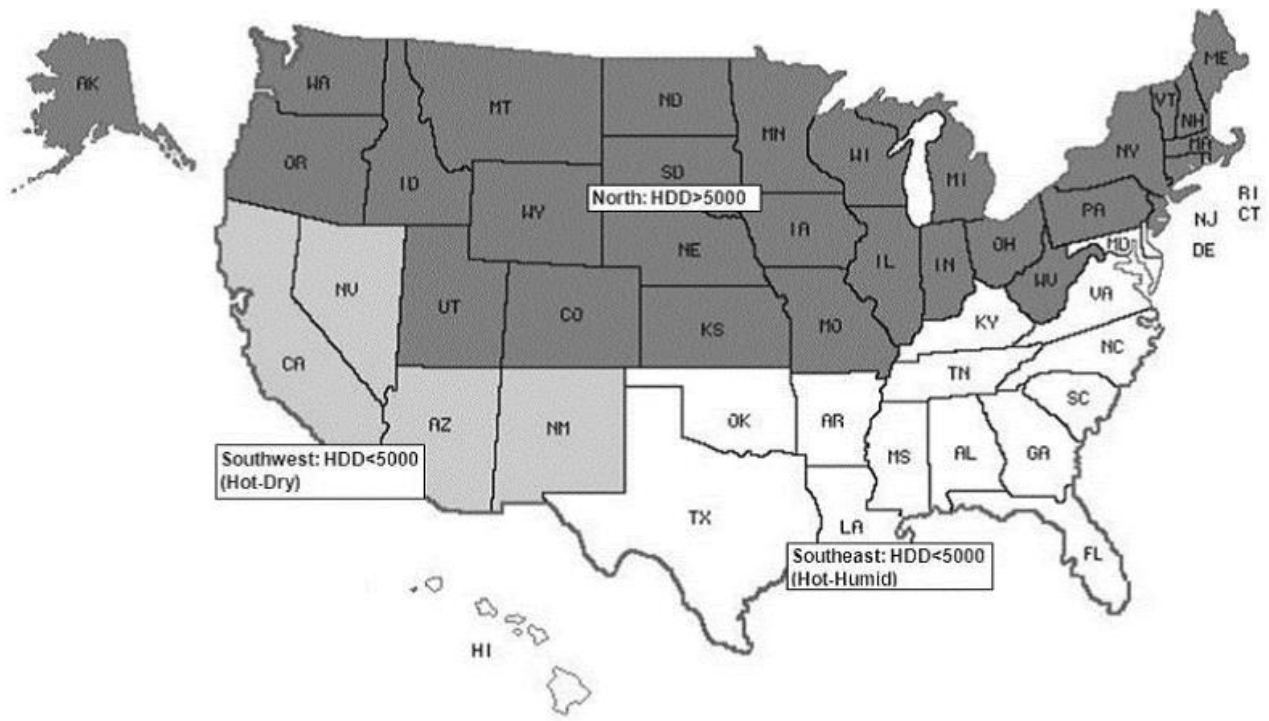 ME
AK
WA
MT
ND
MN
VT
NH
MA
OR
ID
SD
WI
MI
NY
North: HDD>5000
RI
CT
WY
PA
NJ
IA
NE
OH
MD
DE
IL
IN
NV
UT
CO
KS
MO
WV
VA
KY
CA
NC
TN
SC
AZ
NM
OK
AR
MS
AL
GA
Southwest: HDD<5000
(Hot-Dry)
TX
LA
FL
Southeast: HDD<5000
(Hot-Humid)
HI